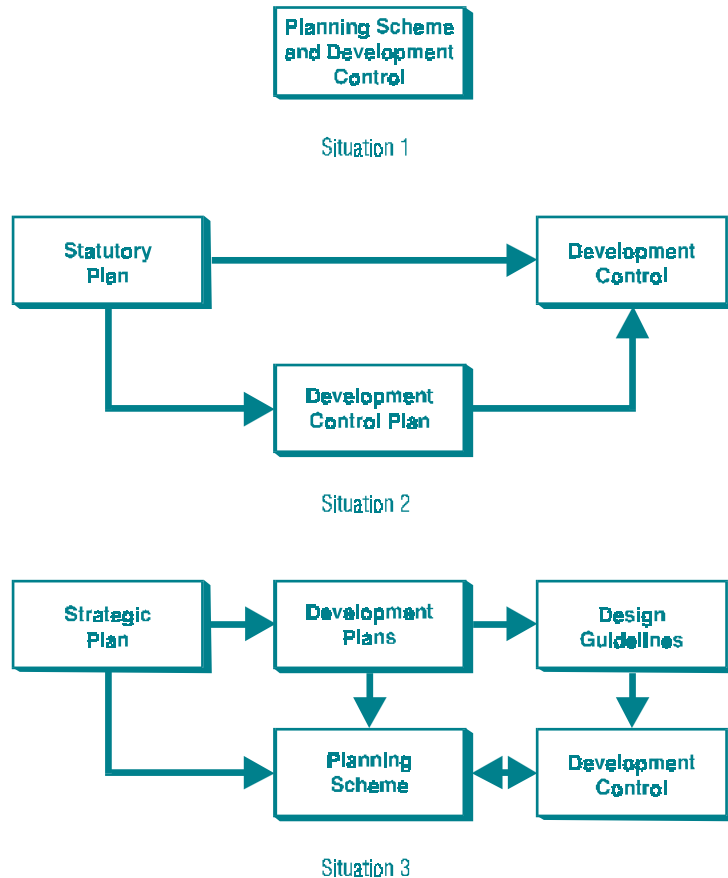 Planning Scheme
and Development
Control
Situation 1
Statutory
Plan
Development
Control
Development
Control Plan
Situation 2
Strategic
Plan
Development
Plans
Design
Guidelines
Planning
Scheme
Development
Control
Situation 3